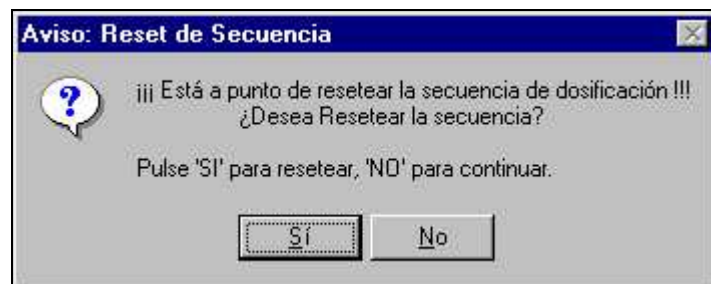 Aviso: Reset de Secuencia
¡¡¡ Está a punto de resetear la secuencia de dosificación !!!
¿Desea Resetear la secuencia?
Pulse 'SI' para resetear, 'NO' para continuar.
Sí No